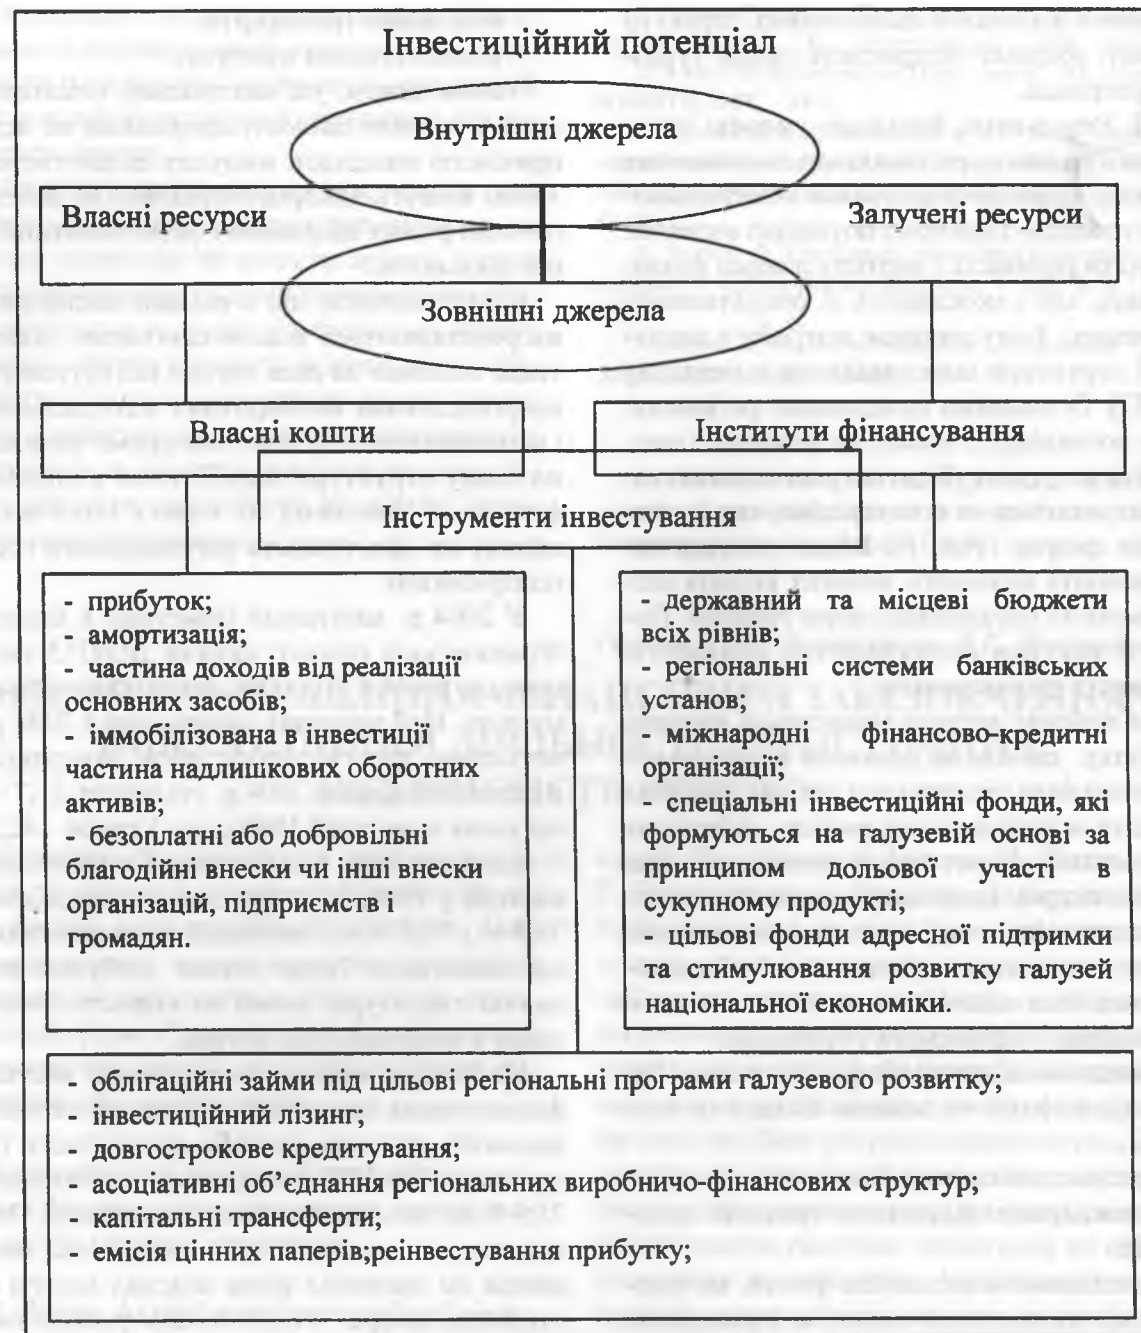 Інвестиційний потенціал
Внутрішні джерела
Власні ресурси
Залучені ресурси
Зовнішні джерела
Власні кошти
Інститути фінансування
Інструменти інвестування
- прибуток;
- амортизація;
- частина доходів від реалізації
основних засобів;
- іммобілізована в інвестиції
частина надлишкових оборотних
активів;
- безоплатні або добровільні
благодійні внески чи інші внески
організацій, підприємств і
громадян.
- державний та місцеві бюджети
всіх рівнів;
- регіональні системи банківських
установ;
- міжнародні фінансово-кредитні
організації;
- спеціальні інвестиційні фонди, які
формуються на галузевій основі за
принципом дольової участі в
сукупному продукті;
- цільові фонди адресної підтримки
та стимулювання розвитку галузей
національної економіки.
- облігаційні займи під цільові регіональні програми галузевого розвитку;
- інвестиційний лізинг;
- довгострокове кредитування;
- асоціативні об’єднання регіональних виробничо-фінансових структур;
- капітальні трансферти;
- емісія цінних паперів;реінвестування прибутку;